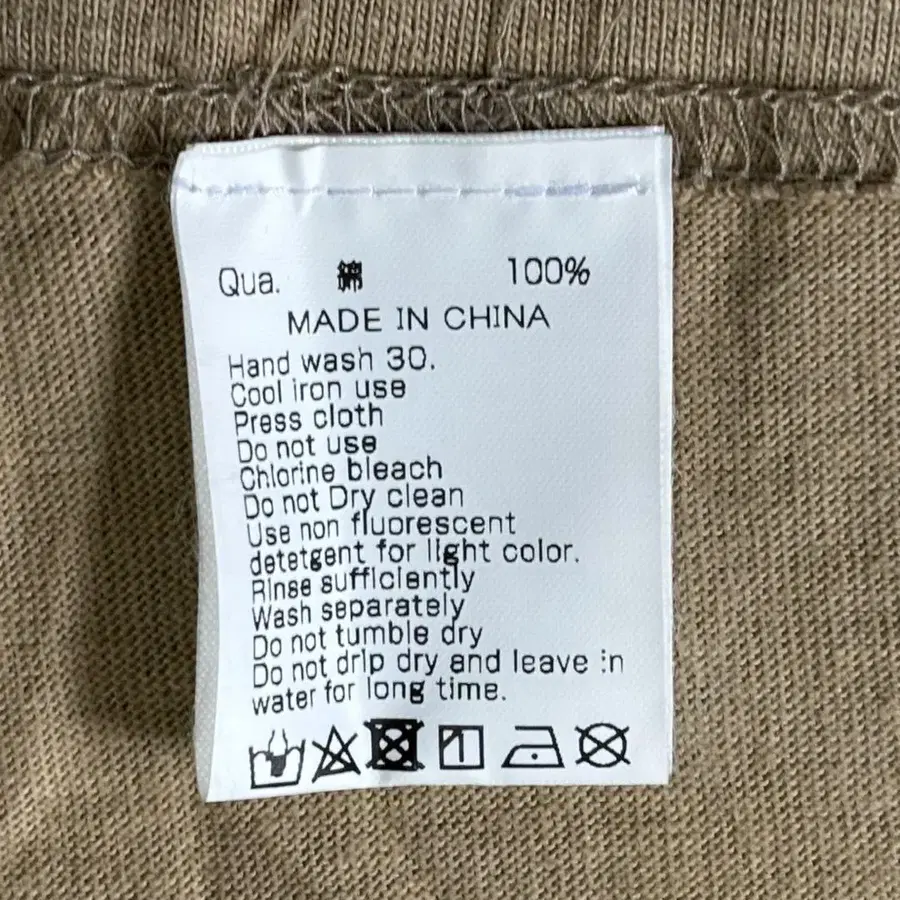 Qua. 綿 100%
MADE IN CHINA
Hand wash 30.
Cool iron use
Press cloth
Do not use
Chlorine bleach
Do not Dry clean
Use non fluorescent
detetgent for light color.
Rinse sufficiently
Wash separately
Do not tumble dry
Do not drip dry and leave in
water for long time.